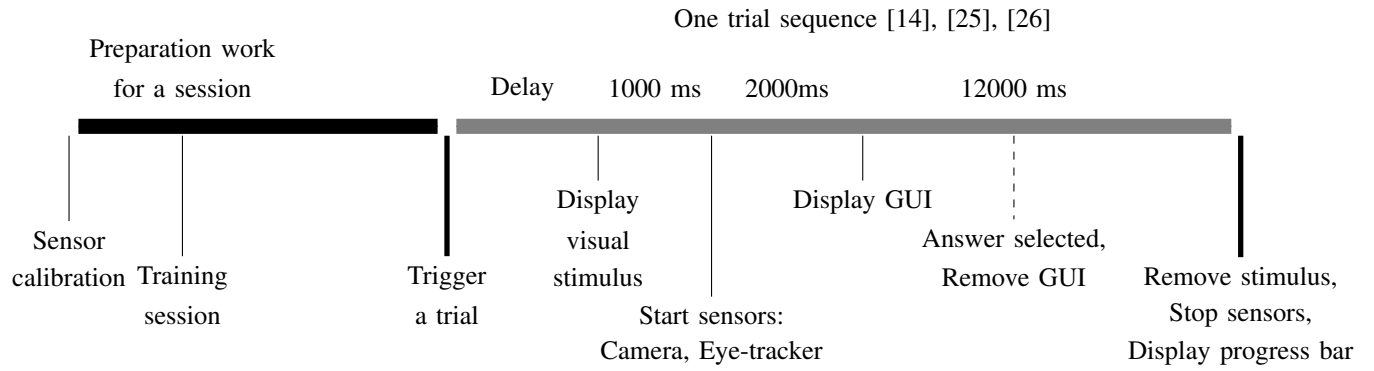 One trial sequence [14], [25], [26]
Preparation work
for a session
Delay
1000 ms
2000ms
12000 ms
Sensor
calibration
Training
session
Trigger
a trial
Display
visual
stimulus
Start sensors:
Camera, Eye-tracker
Display GUI
Answer selected,
Remove GUI
Remove stimulus,
Stop sensors,
Display progress bar